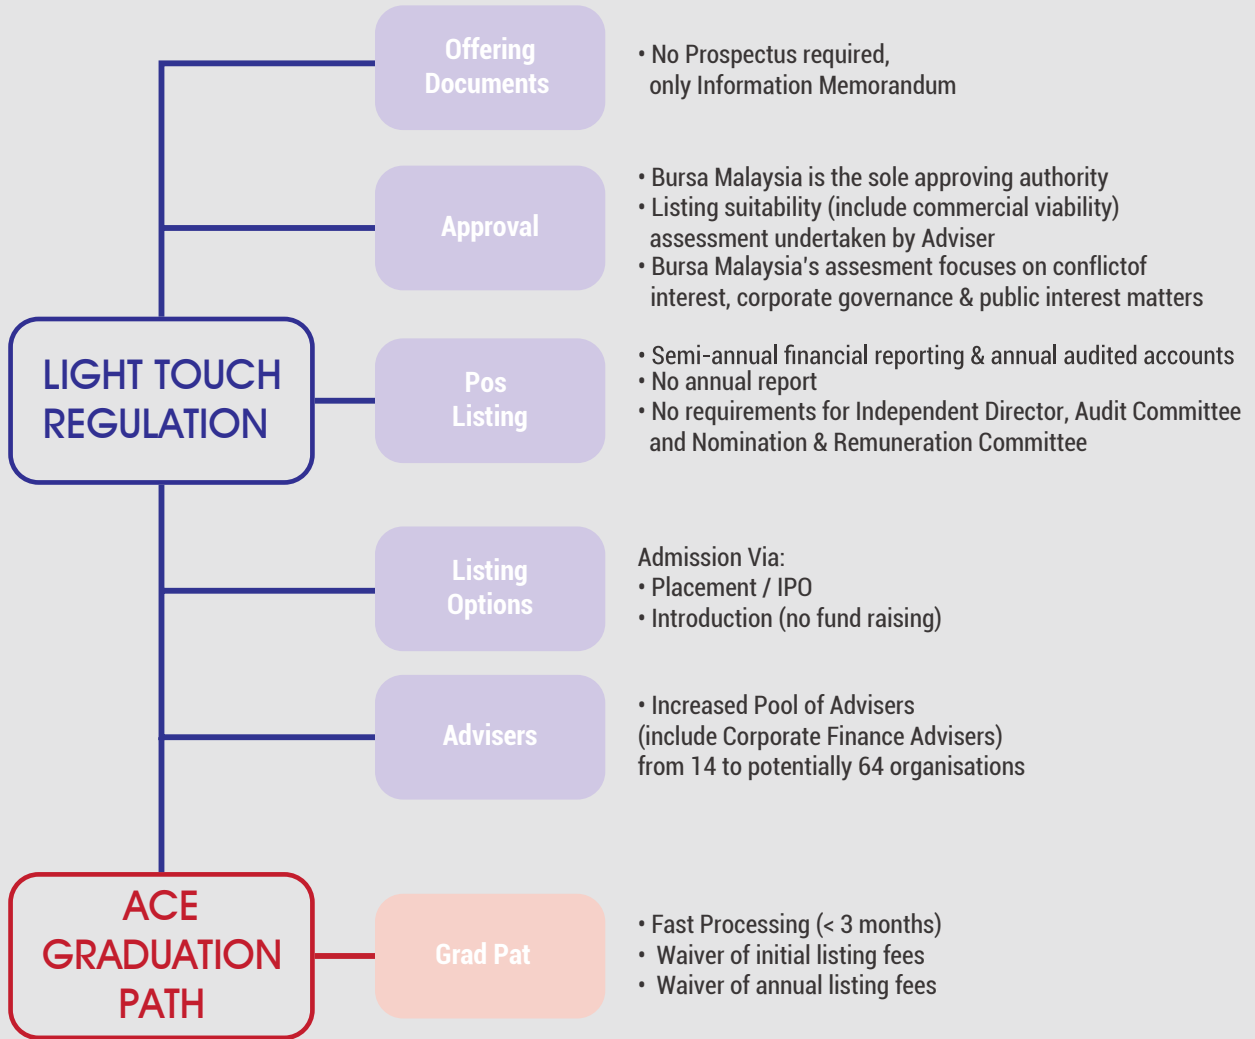 Offering
Documents
• No Prospectus required,
only Information Memorandum
Approval
• Bursa Malaysia is the sole approving authority
• Listing suitability (include commercial viability)
assessment undertaken by Adviser
• Bursa Malaysia's assesment focuses on conflictof
interest, corporate governance & public interest matters
LIGHT TOUCH
REGULATION
Pos
Listing
• Semi-annual financial reporting & annual audited accounts
• No annual report
• No requirements for Independent Director, Audit Committee
and Nomination & Remuneration Committee
Listing
Options
Admission Via:
• Placement / IPO
• Introduction (no fund raising)
Advisers
• Increased Pool of Advisers
(include Corporate Finance Advisers)
from 14 to potentially 64 organisations
ACE
GRADUATION
PATH
Grad Pat
• Fast Processing (< 3 months)
• Waiver of initial listing fees
• Waiver of annual listing fees